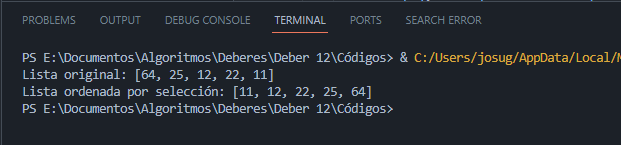 PROBLEMS OUTPUT DEBUG CONSOLE TERMINAL PORTS SEARCH ERROR
PS E:\Documentos\Algoritmos\Deberes\Deber 12\Códigos> & C:/Users/josug/AppData/Local/
Lista original: [64, 25, 12, 22, 11]
Lista ordenada por selección: [11, 12, 22, 25, 64]
PS E:\Documentos\Algoritmos\Deberes\Deber 12\Códigos>